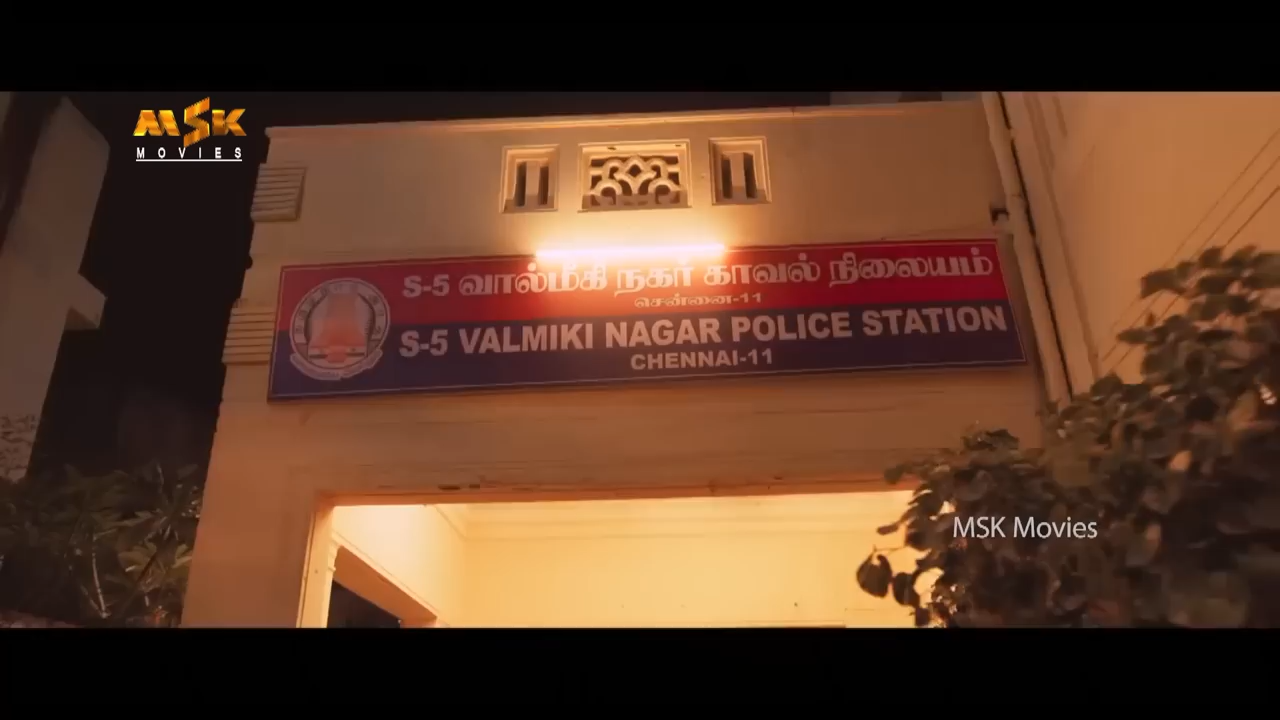 MSK
MOVIES
S-5 வால்மீகி நகர் காவல் நிலையம்
சென்னை-11
S-5 VALMIKI NAGAR POLICE STATION
CHENNAI-11
MSK Movies